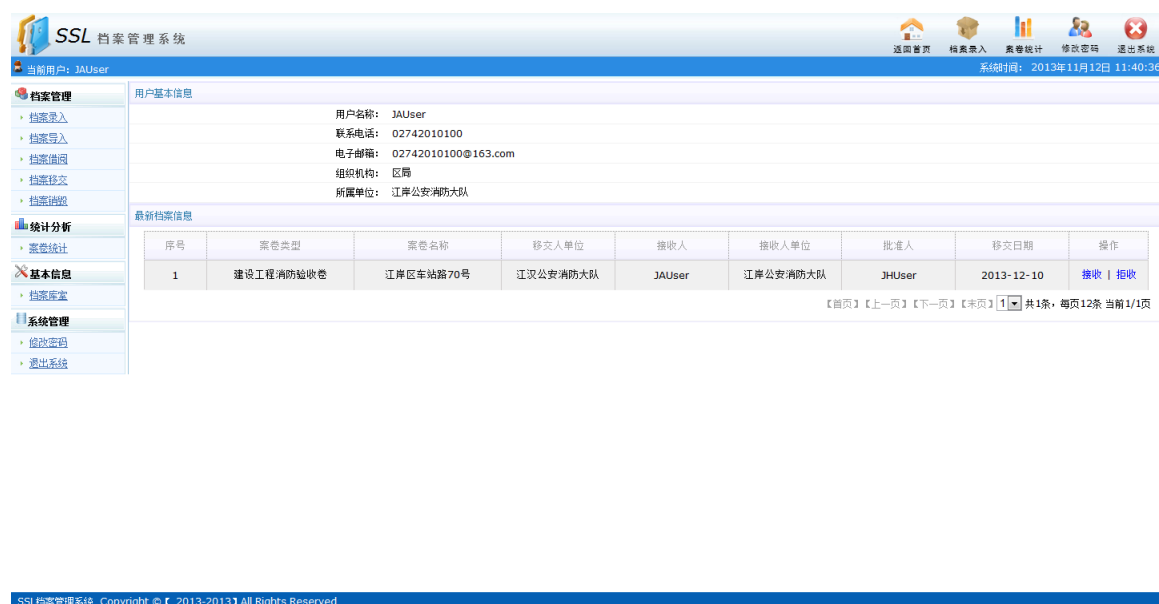 SSL 档案管理系统
返回首页 档案录入 案卷统计 修改密码 退出系统
当前用户: JAUser
系统时间: 2013年11月12日 11:40:36
档案管理
档案录入
档案导入
档案借阅
档案移交
档案销毁
统计分析
案卷统计
基本信息
档案库室
系统管理
修改密码
退出系统
用户基本信息
用户名称: JAUser
联系电话: 02742010100
电子邮箱: 02742010100@163.com
组织机构: 区局
所属单位: 江岸公安消防大队
最新档案信息
序号 案卷类型 案卷名称 移交人单位 接收人 接收人单位 批准人 移交日期 操作
1 建设工程消防验收卷 江岸区车站路70号 江汉公安消防大队 JAUser 江岸公安消防大队 JHUser 2013-12-10 接收 | 拒收
【首页】【上一页】【下一页】【末页】 1 共1条, 每页12条 当前1/1页
SSL档案管理系统 Copyright ©【 2013-2013】All Rights Reserved